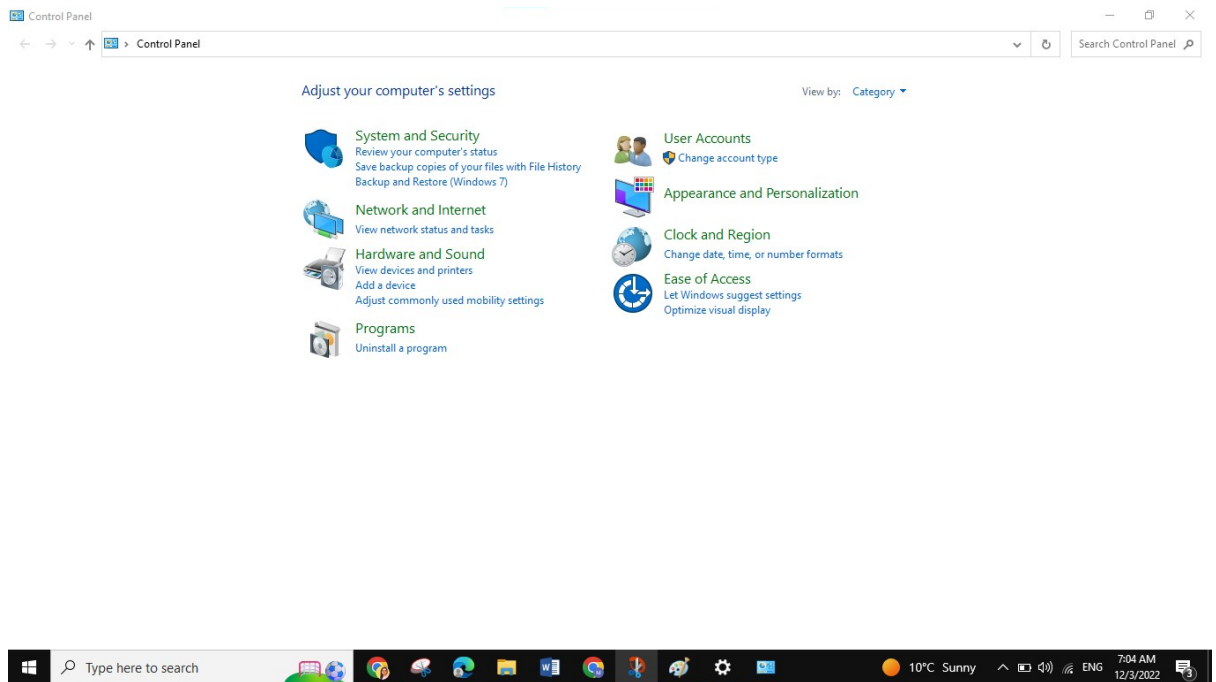 Control Panel
Control Panel
Search Control Panel
Adjust your computer's settings
View by: Category
System and Security
Review your computer's status
Save backup copies of your files with File History
Backup and Restore (Windows 7)
Network and Internet
View network status and tasks
Hardware and Sound
View devices and printers
Add a device
Adjust commonly used mobility settings
Programs
Uninstall a program
User Accounts
Change account type
Appearance and Personalization
Clock and Region
Change date, time, or number formats
Ease of Access
Let Windows suggest settings
Optimize visual display
Type here to search
10°C Sunny
ENG
7:04 AM
12/3/2022
3